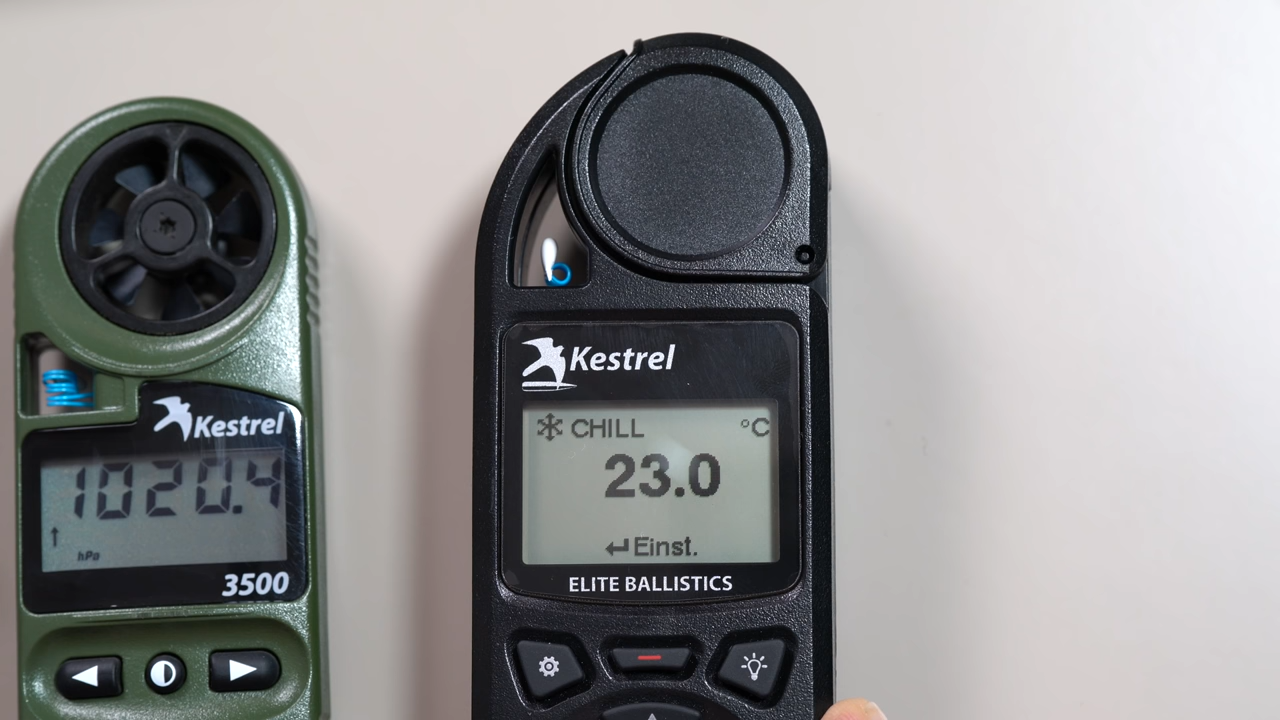 Kestrel
1020.4
hPa
3500
Kestrel
CHILL °C
23.0
Einst.
ELITE BALLISTICS